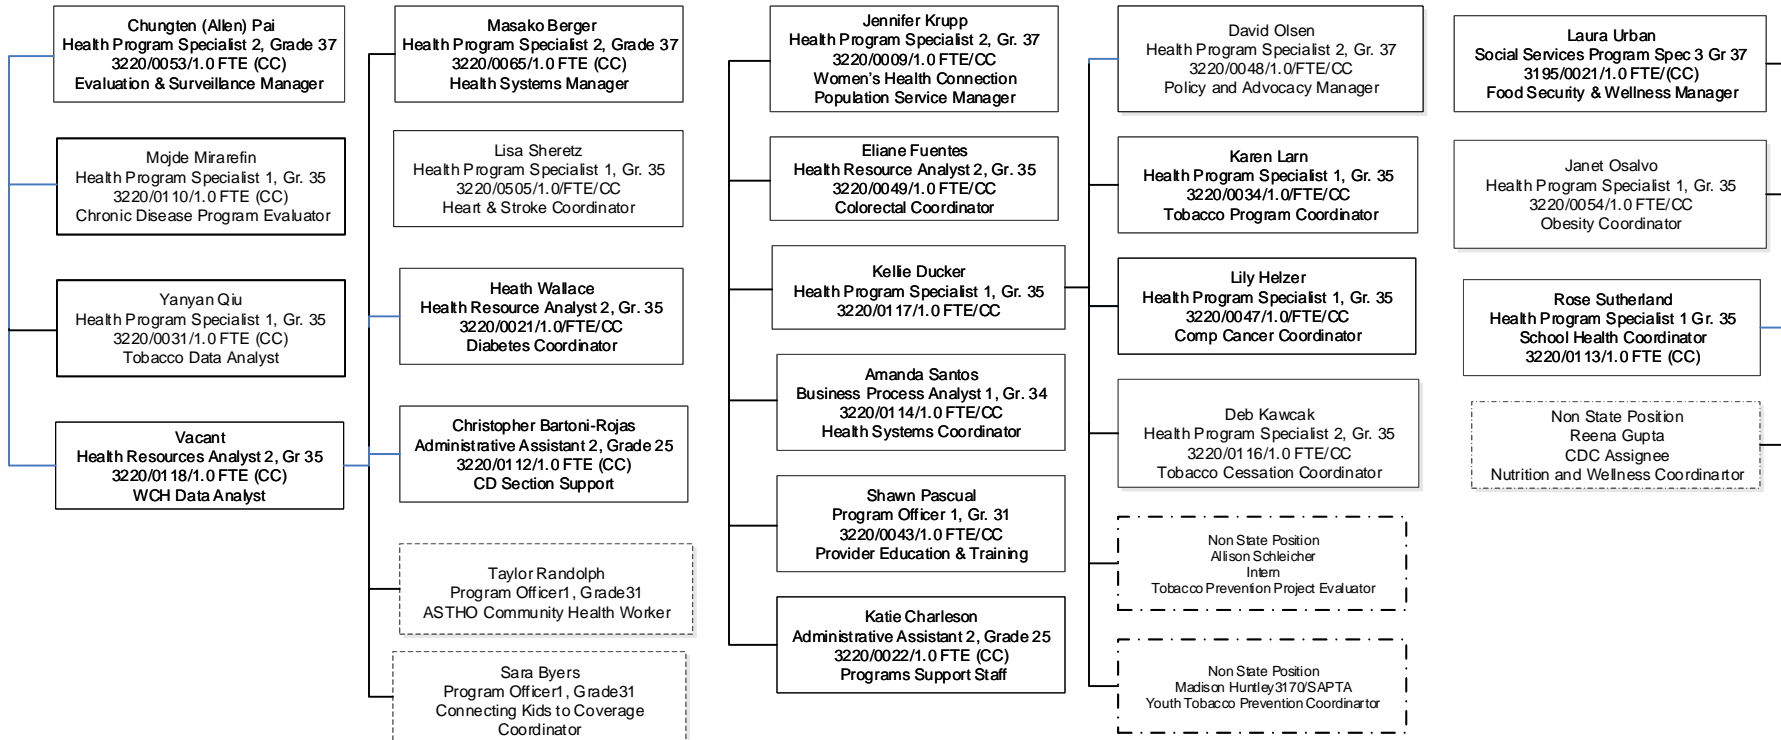 Chungten (Allen) Pai
Health Program Specialist 2, Grade 37
3220/0053/1.0 FTE (CC)
Evaluation & Surveillance Manager
Mojde Mirarefin
Health Program Specialist 1, Gr. 35
3220/0110/1.0 FTE (CC)
Chronic Disease Program Evaluator
Yanyan Qiu
Health Program Specialist 1, Gr. 35
3220/0031/1.0 FTE (CC)
Tobacco Data Analyst
Vacant
Health Resources Analyst 2, Gr 35
3220/0118/1.0 FTE (CC)
WCH Data Analyst
Masako Berger
Health Program Specialist 2, Grade 37
3220/0065/1.0 FTE (CC)
Health Systems Manager
Lisa Sheretz
Health Program Specialist 1, Gr. 35
3220/0505/1.0/FTE/CC
Heart & Stroke Coordinator
Heath Wallace
Health Resource Analyst 2, Gr. 35
3220/0021/1.0/FTE/CC
Diabetes Coordinator
Christopher Bartoni-Rojas
Administrative Assistant 2, Grade 25
3220/0112/1.0 FTE (CC)
CD Section Support
Taylor Randolph
Program Officer1, Grade31
ASTHO Community Health Worker
Sara Byers
Program Officer1, Grade31
Connecting Kids to Coverage
Coordinator
Jennifer Krupp
Health Program Specialist 2, Gr. 37
3220/0009/1.0 FTE/CC
Women's Health Connection
Population Service Manager
Eliane Fuentes
Health Resource Analyst 2, Gr. 35
3220/0049/1.0 FTE/CC
Colorectal Coordinator
Kellie Ducker
Health Program Specialist 1, Gr. 35
3220/0117/1.0 FTE/CC
Amanda Santos
Business Process Analyst 1, Gr. 34
3220/0114/1.0 FTE/CC
Health Systems Coordinator
Shawn Pascual
Program Officer 1, Gr. 31
3220/0043/1.0 FTE/CC
Provider Education & Training
Katie Charleson
Administrative Assistant 2, Grade 25
3220/0022/1.0 FTE (CC)
Programs Support Staff
David Olsen
Health Program Specialist 2, Gr. 37
3220/0048/1.0/FTE/CC
Policy and Advocacy Manager
Karen Larn
Health Program Specialist 1, Gr. 35
3220/0034/1.0/FTE/CC
Tobacco Program Coordinator
Lily Helzer
Health Program Specialist 1, Gr. 35
3220/0047/1.0/FTE/CC
Comp Cancer Coordinator
Deb Kawcak
Health Program Specialist 2, Gr. 35
3220/0116/1.0 FTE/CC
Tobacco Cessation Coordinator
Non State Position
Allison Schleicher
Intern
Tobacco Prevention Project Evaluator
Non State Position
Madison Huntley3170/SAPTA
Youth Tobacco Prevention Coordinartor
Laura Urban
Social Services Program Spec 3 Gr 37
3195/0021/1.0 FTE/(CC)
Food Security & Wellness Manager
Janet Osalvo
Health Program Specialist 1, Gr. 35
3220/0054/1.0 FTE/CC
Obesity Coordinator
Rose Sutherland
Health Program Specialist 1 Gr. 35
School Health Coordinator
3220/0113/1.0 FTE (CC)
Non State Position
Reena Gupta
CDC Assignee
Nutrition and Wellness Coordinartor